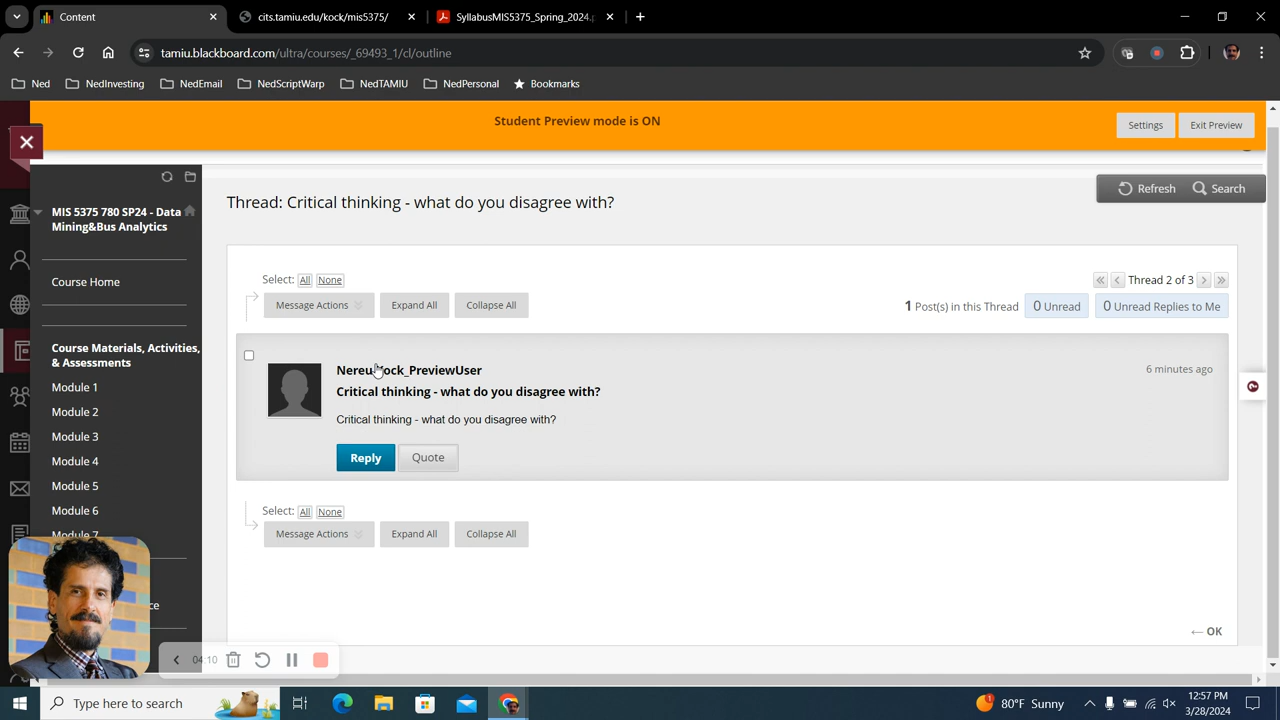 Content
cits.tamiu.edu/kock/mis5375/
SyllabusMIS5375_Spring_2024.p
tamiu.blackboard.com/ultra/courses/_69493_1/cl/outline
Ned
NedInvesting
NedEmail
NedScriptWarp
NedTAMIU
NedPersonal
Bookmarks
Student Preview mode is ON
Settings
Exit Preview
Refresh
Search
MIS 5375 780 SP24 - Data
Mining&Bus Analytics
Course Home
Course Materials, Activities,
& Assessments
Module 1
Module 2
Module 3
Module 4
Module 5
Module 6
Module 7
Thread: Critical thinking - what do you disagree with?
Select: All None
Thread 2 of 3
Message Actions
Expand All
Collapse All
1 Post(s) in this Thread
0 Unread
0 Unread Replies to Me
6 minutes ago
Critical thinking - what do you disagree with?
Critical thinking - what do you disagree with?
Reply
Quote
Select: All None
Message Actions
Expand All
Collapse All
← OK
04:10
Type here to search
80°F Sunny
12:57 PM
3/28/2024